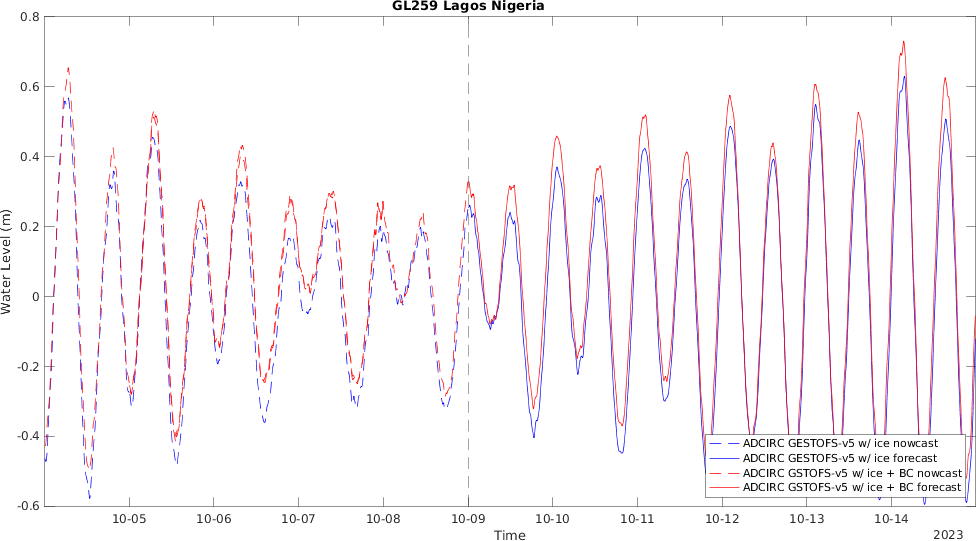 GL259 Lagos Nigeria
0.8
0.6
0.4
0.2
0
-0.2
-0.4
-0.6
Water Level (m)
10-05 10-06 10-07 10-08 10-09 10-10 10-11 10-12 10-13 10-14
Time
2023
ADCIRC GESTOFS-v5 w/ ice nowcast
ADCIRC GESTOFS-v5 w/ ice forecast
ADCIRC GSTOFS-v5 w/ ice + BC nowcast
ADCIRC GSTOFS-v5 w/ ice + BC forecast